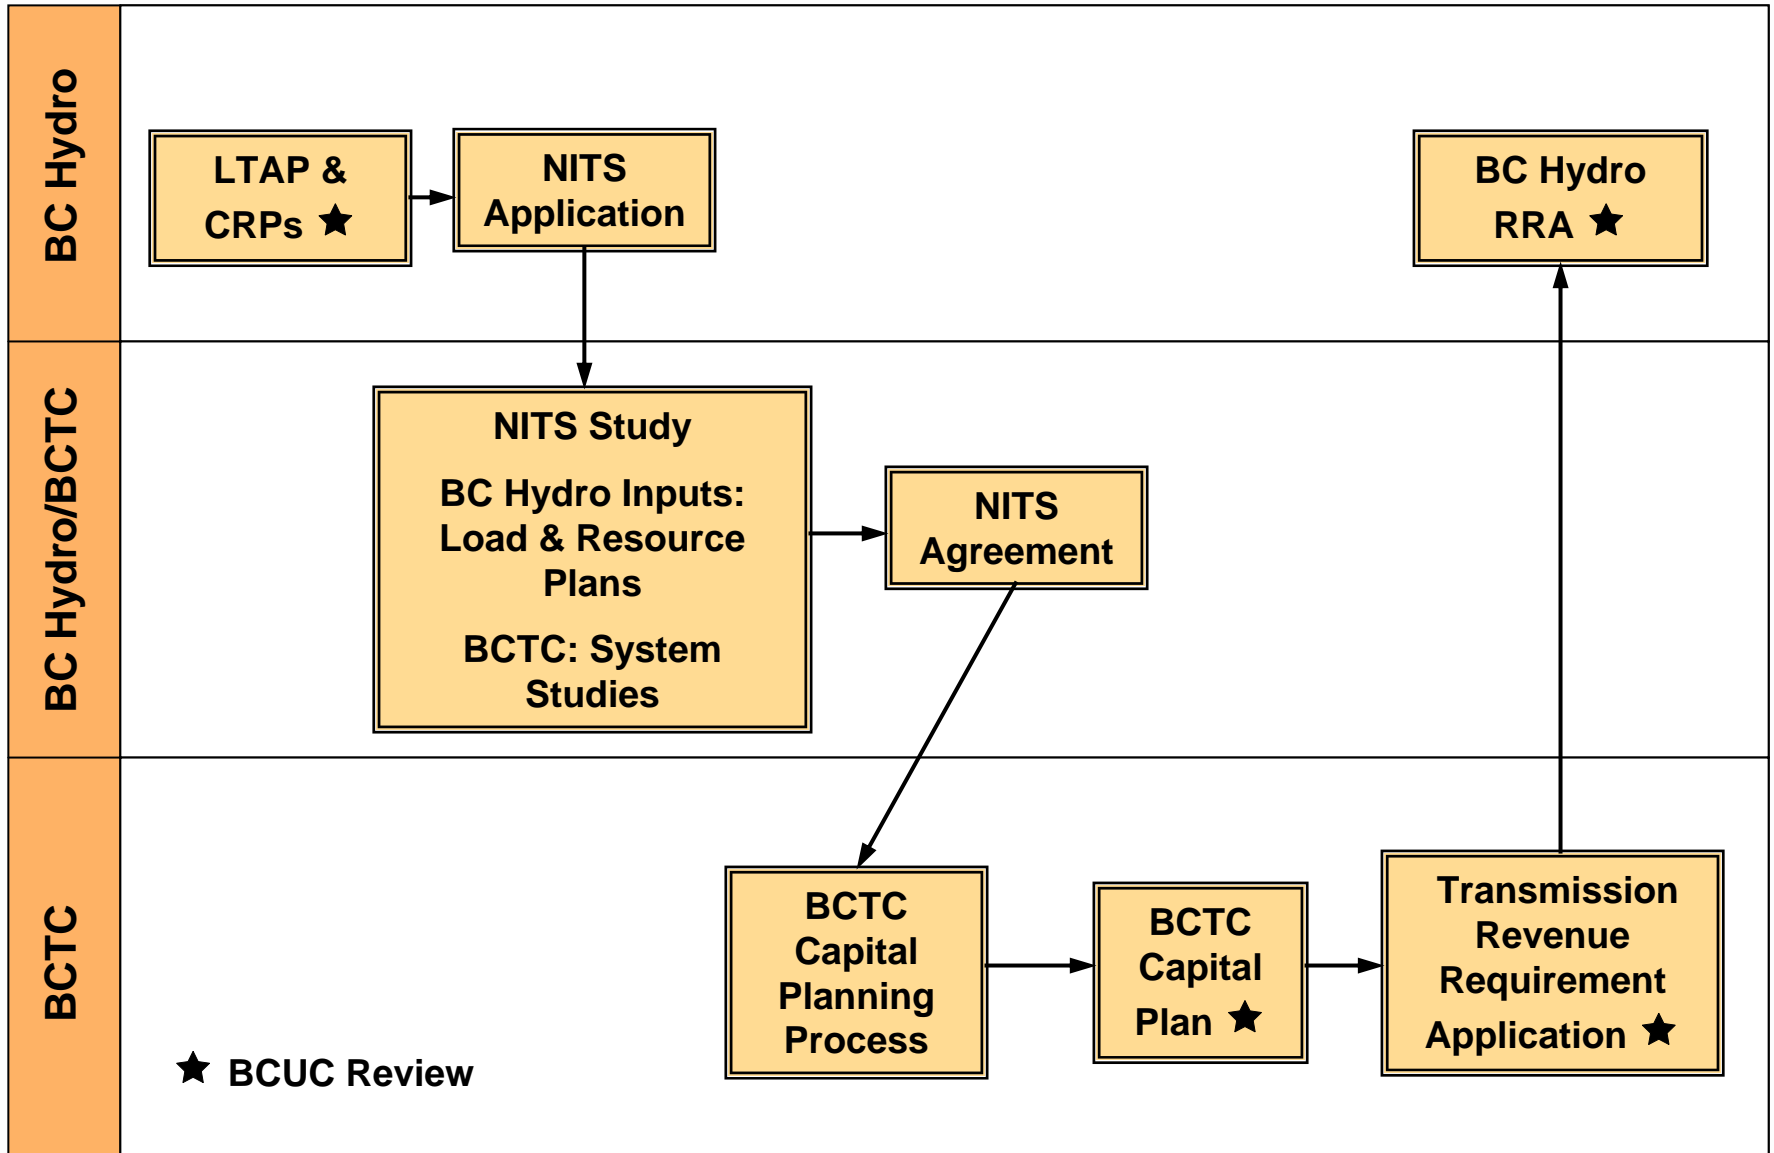 BC Hydro
LTAP &
CRPs ★
NITS
Application
BC Hydro
RRA ★
BC Hydro/BCTC
NITS Study
BC Hydro Inputs:
Load & Resource
Plans
BCTC: System
Studies
NITS
Agreement
BCTC
BCTC
Capital
Planning
Process
BCTC
Capital
Plan ★
Transmission
Revenue
Requirement
Application ★
★ BCUC Review